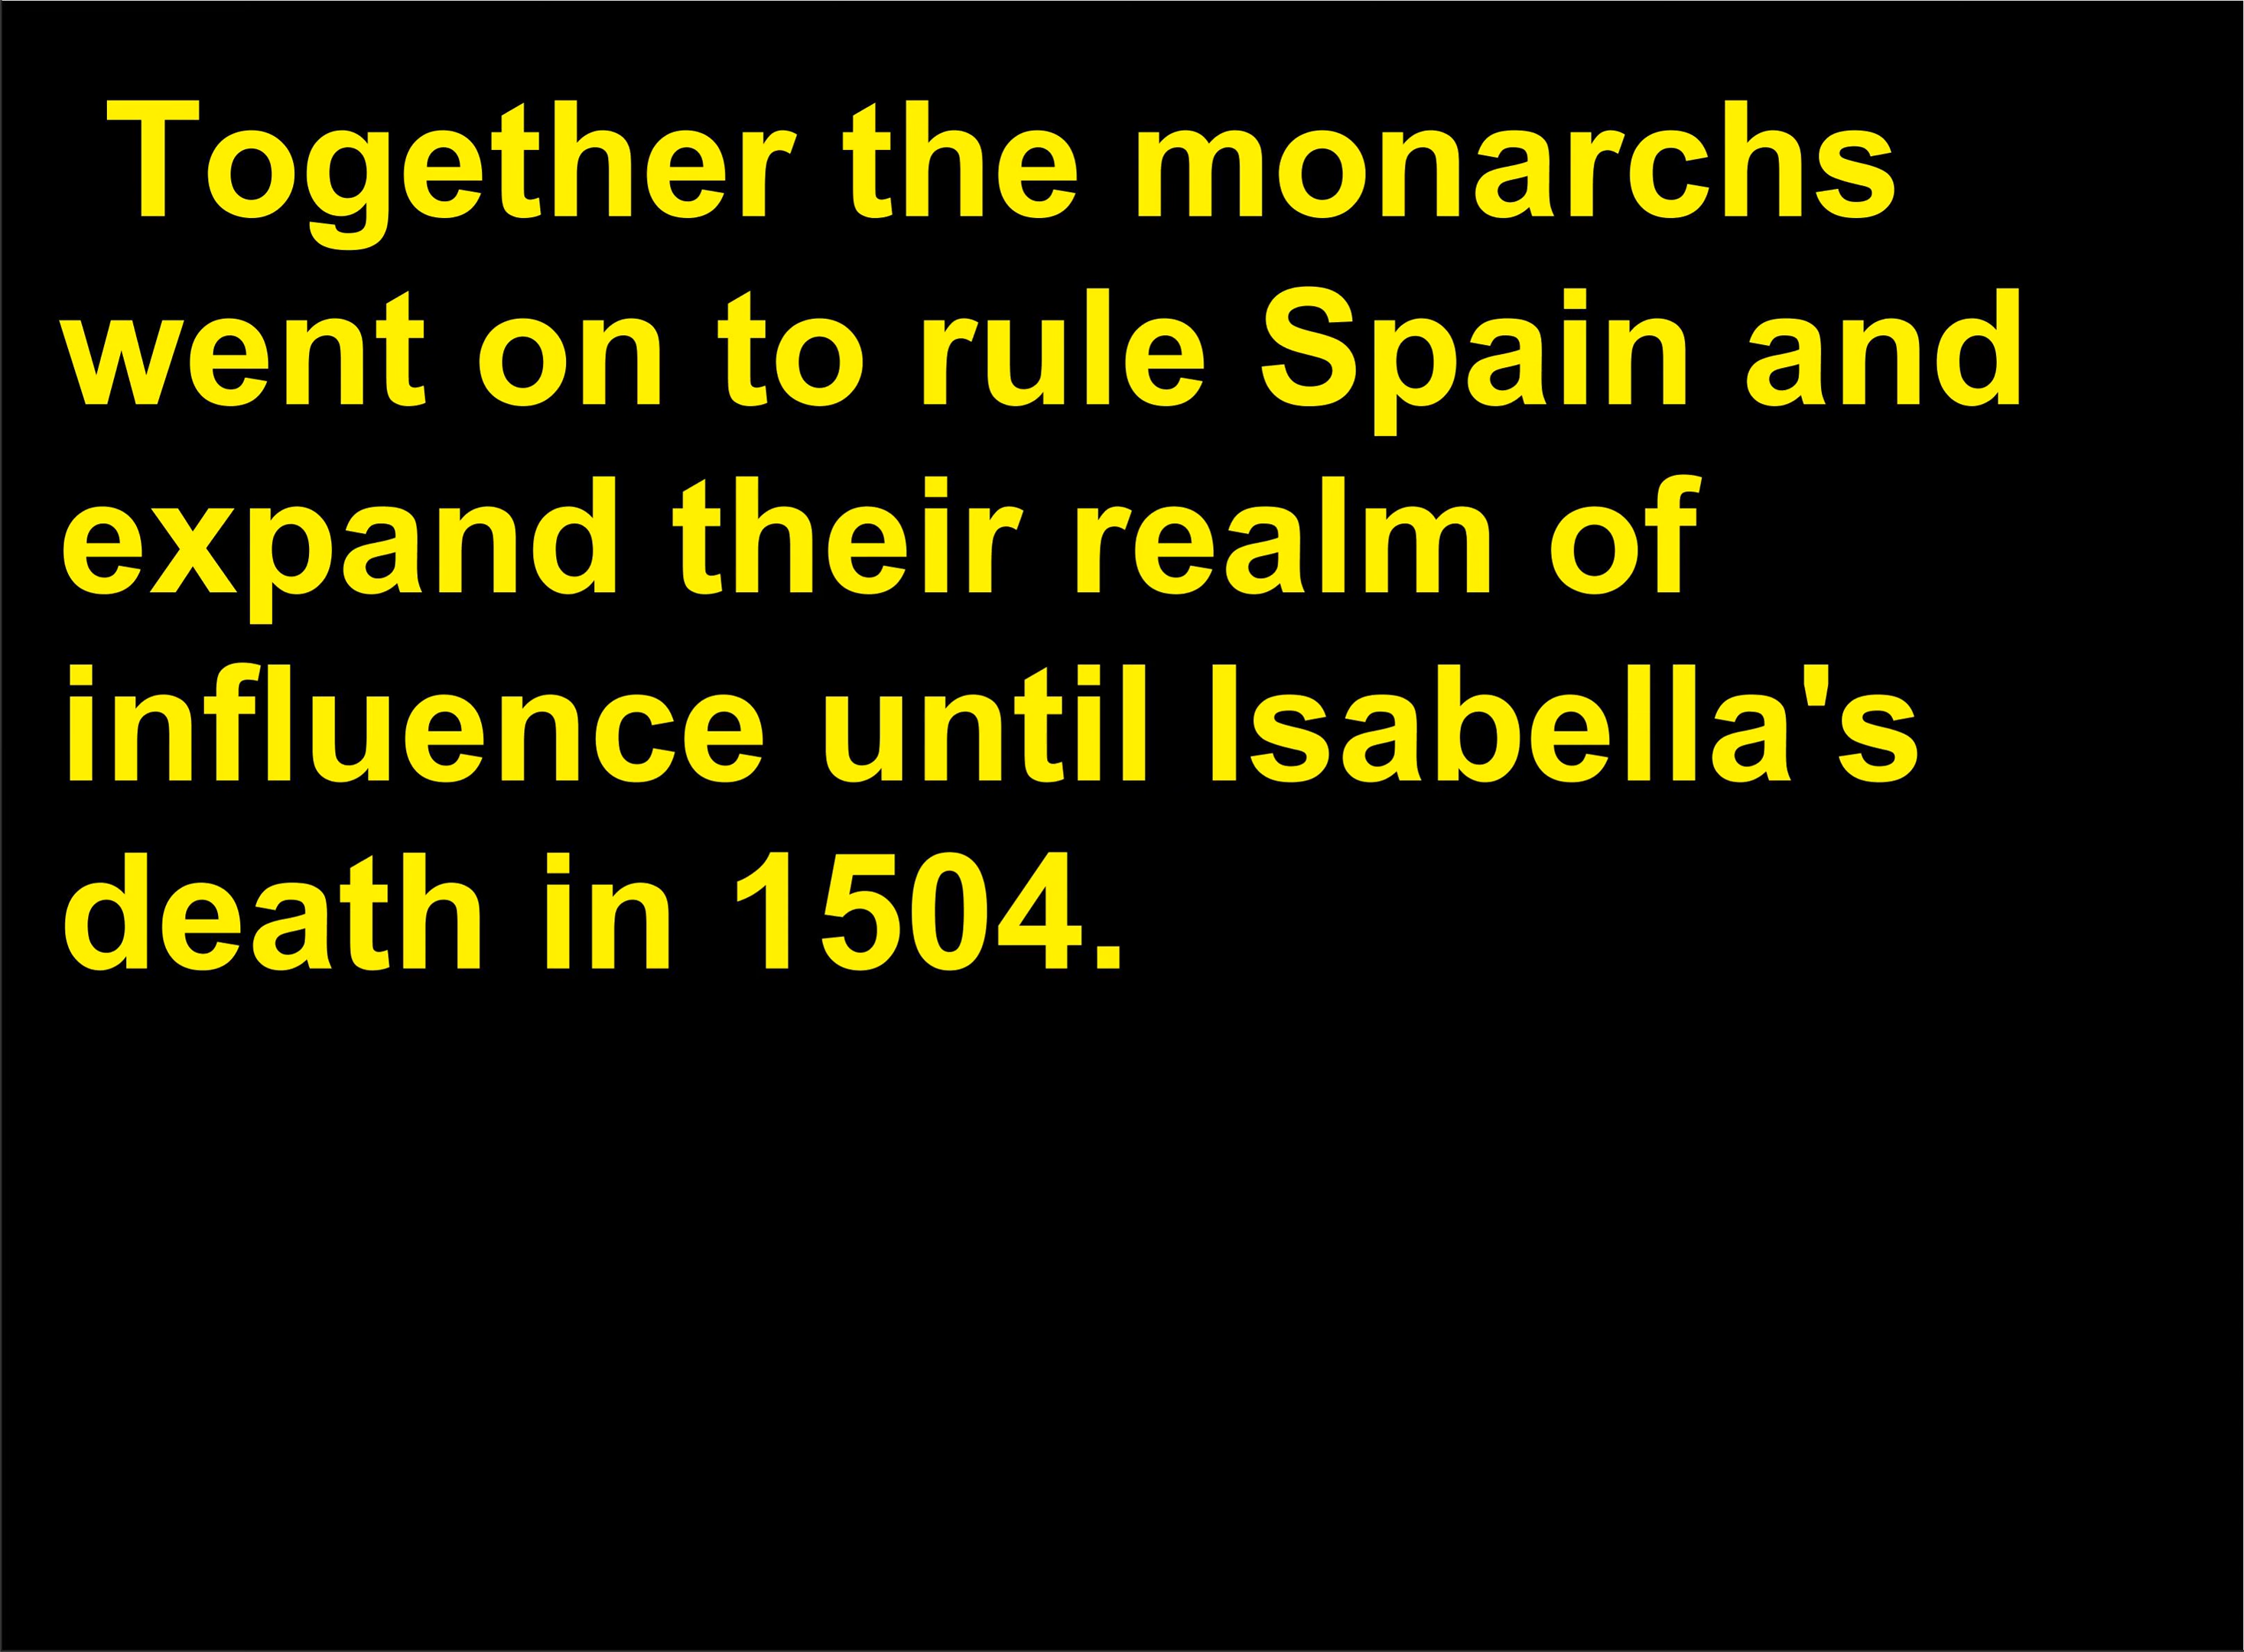 Together the monarchs
went on to rule Spain and
expand their realm of
influence until Isabella's
death in 1504.